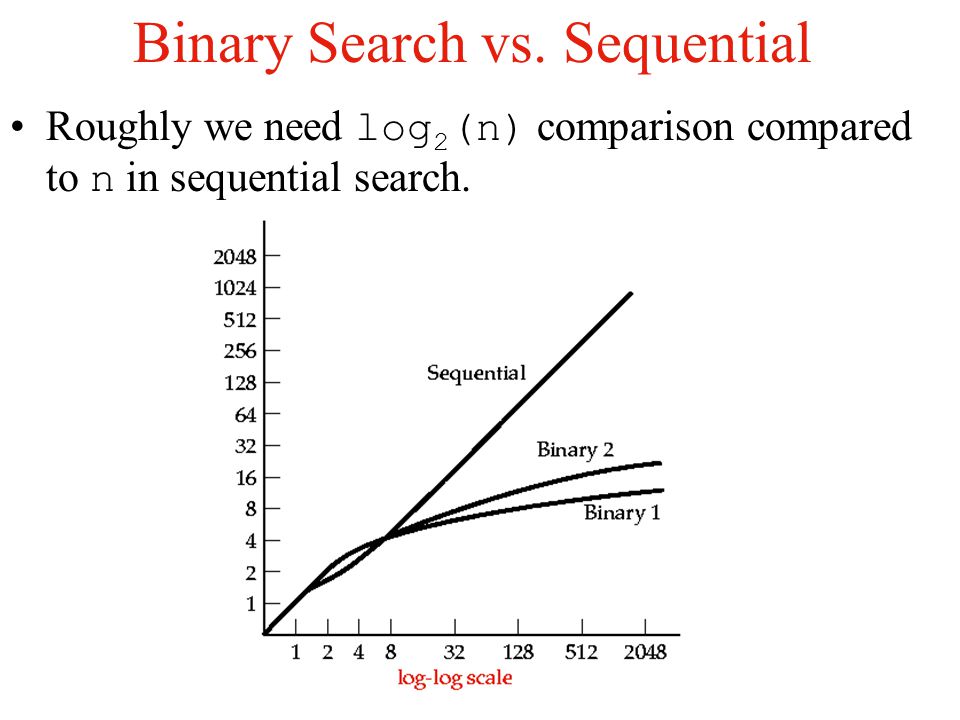 Binary Search vs. Sequential
• Roughly we need log₂(n) comparison compared
to n in sequential search.
2048
1024
512
256
128
64
32
16
8
4
2
1
Sequential
Binary 2
Binary 1
1 2 4 8 32 128 512 2048
log-log scale